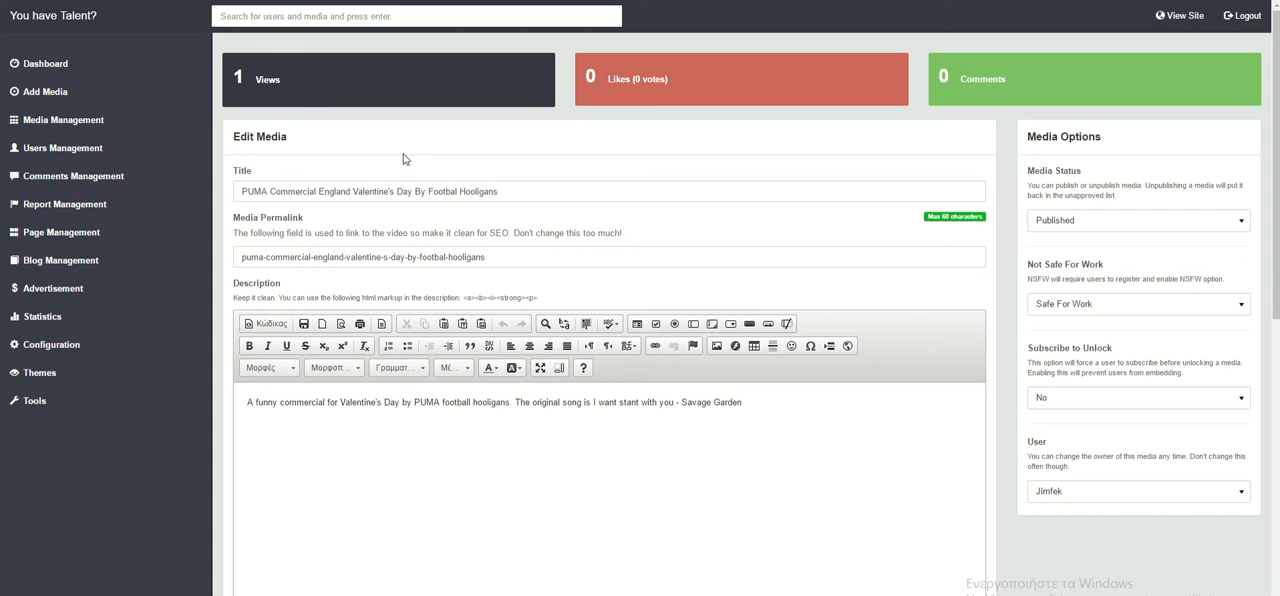 You have Talent?
Search for users and media and press enter.
View Site
Logout
Dashboard
Add Media
Media Management
Users Management
Comments Management
Report Management
Page Management
Blog Management
$ Advertisement
Statistics
Configuration
Themes
Tools
1 Views
0 Likes (0 votes)
0 Comments
Edit Media
Title
PUMA Commercial England Valentine's Day By Footbal Hooligans
Media Permalink
Max 60 characters
The following field is used to link to the video so make it clean for SEO. Don't change this too much!
puma-commercial-england-valentine-s-day-by-footbal-hooligans
Description
Keep it clean. You can use the following html markup in the description: <a><b><i><strong><p>
Κώδικας
B I U S x₂ x² Ix
Μορφές
Μορφοπ...
Γραμματ...
Μέ...
A
A
?
A funny commercial for Valentine's Day by PUMA football hooligans. The original song is I want stant with you - Savage Garden
Media Options
Media Status
You can publish or unpublish media. Unpublishing a media will put it
back in the unapproved list.
Published
Not Safe For Work
NSFW will require users to register and enable NSFW option.
Safe For Work
Subscribe to Unlock
This option will force a user to subscribe before unlocking a media.
Enabling this will prevent users from embedding.
No
User
You can change the owner of this media any time. Don't change this
often though.
Jimfek
Ενεργοποιήστε τα Windows